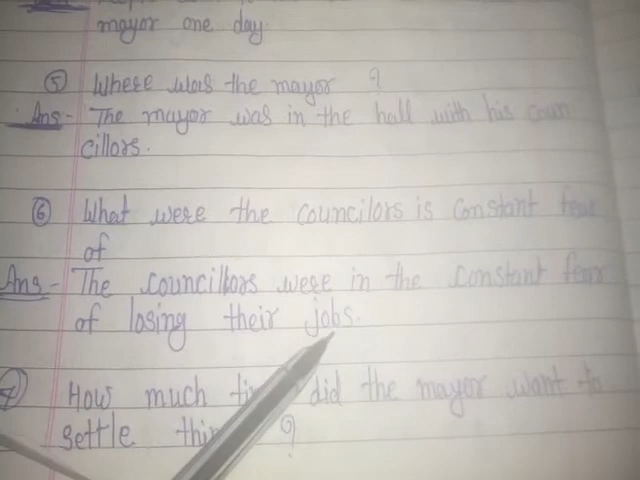 mayor one day
⑤ Where was the mayor ?
Ans- The mayor was in the hall with his coun
cillors.
⑥ What were the councilors is constant fear
of
Ans- The councillors were in the constant fear
of losing their jobs.
⑦ How much did the mayor want to
settle ?